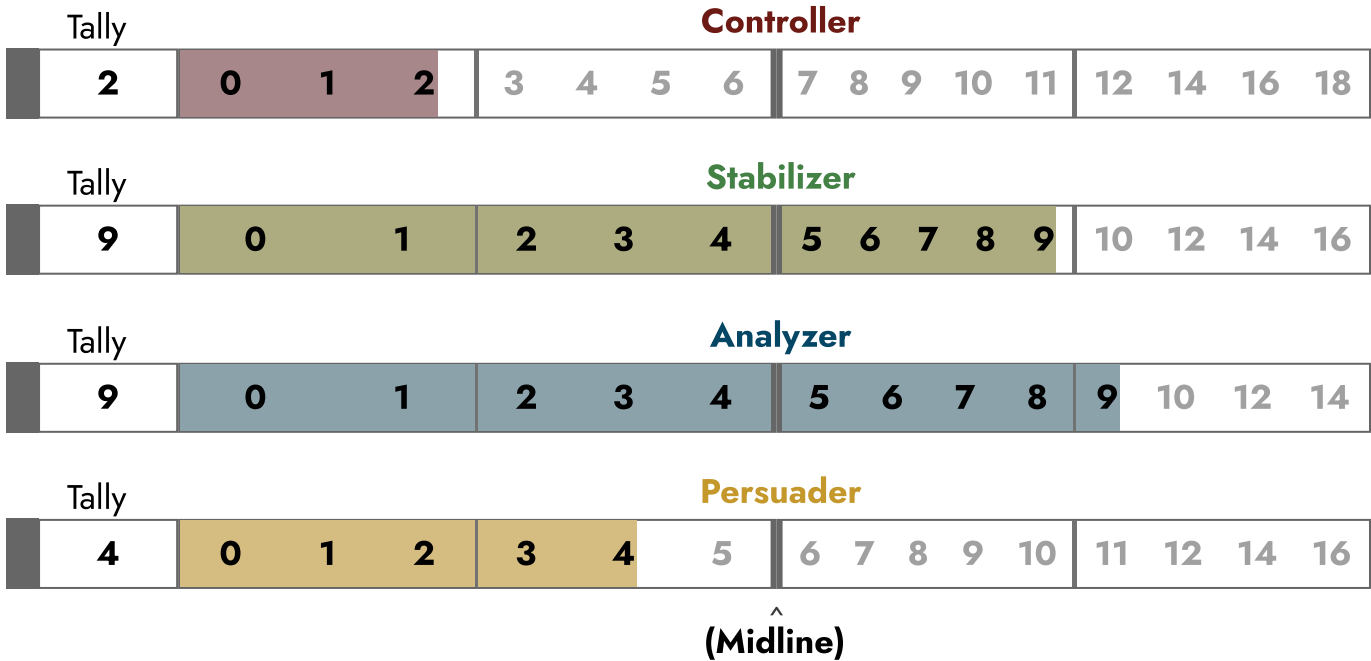 Tally Controller
2 0 1 2 3 4 5 6 7 8 9 10 11 12 14 16 18
Tally Stabilizer
9 0 1 2 3 4 5 6 7 8 9 10 12 14 16
Tally Analyzer
9 0 1 2 3 4 5 6 7 8 9 10 12 14
Tally Persuader
4 0 1 2 3 4 5 6 7 8 9 10 11 12 14 16
^
(Midline)